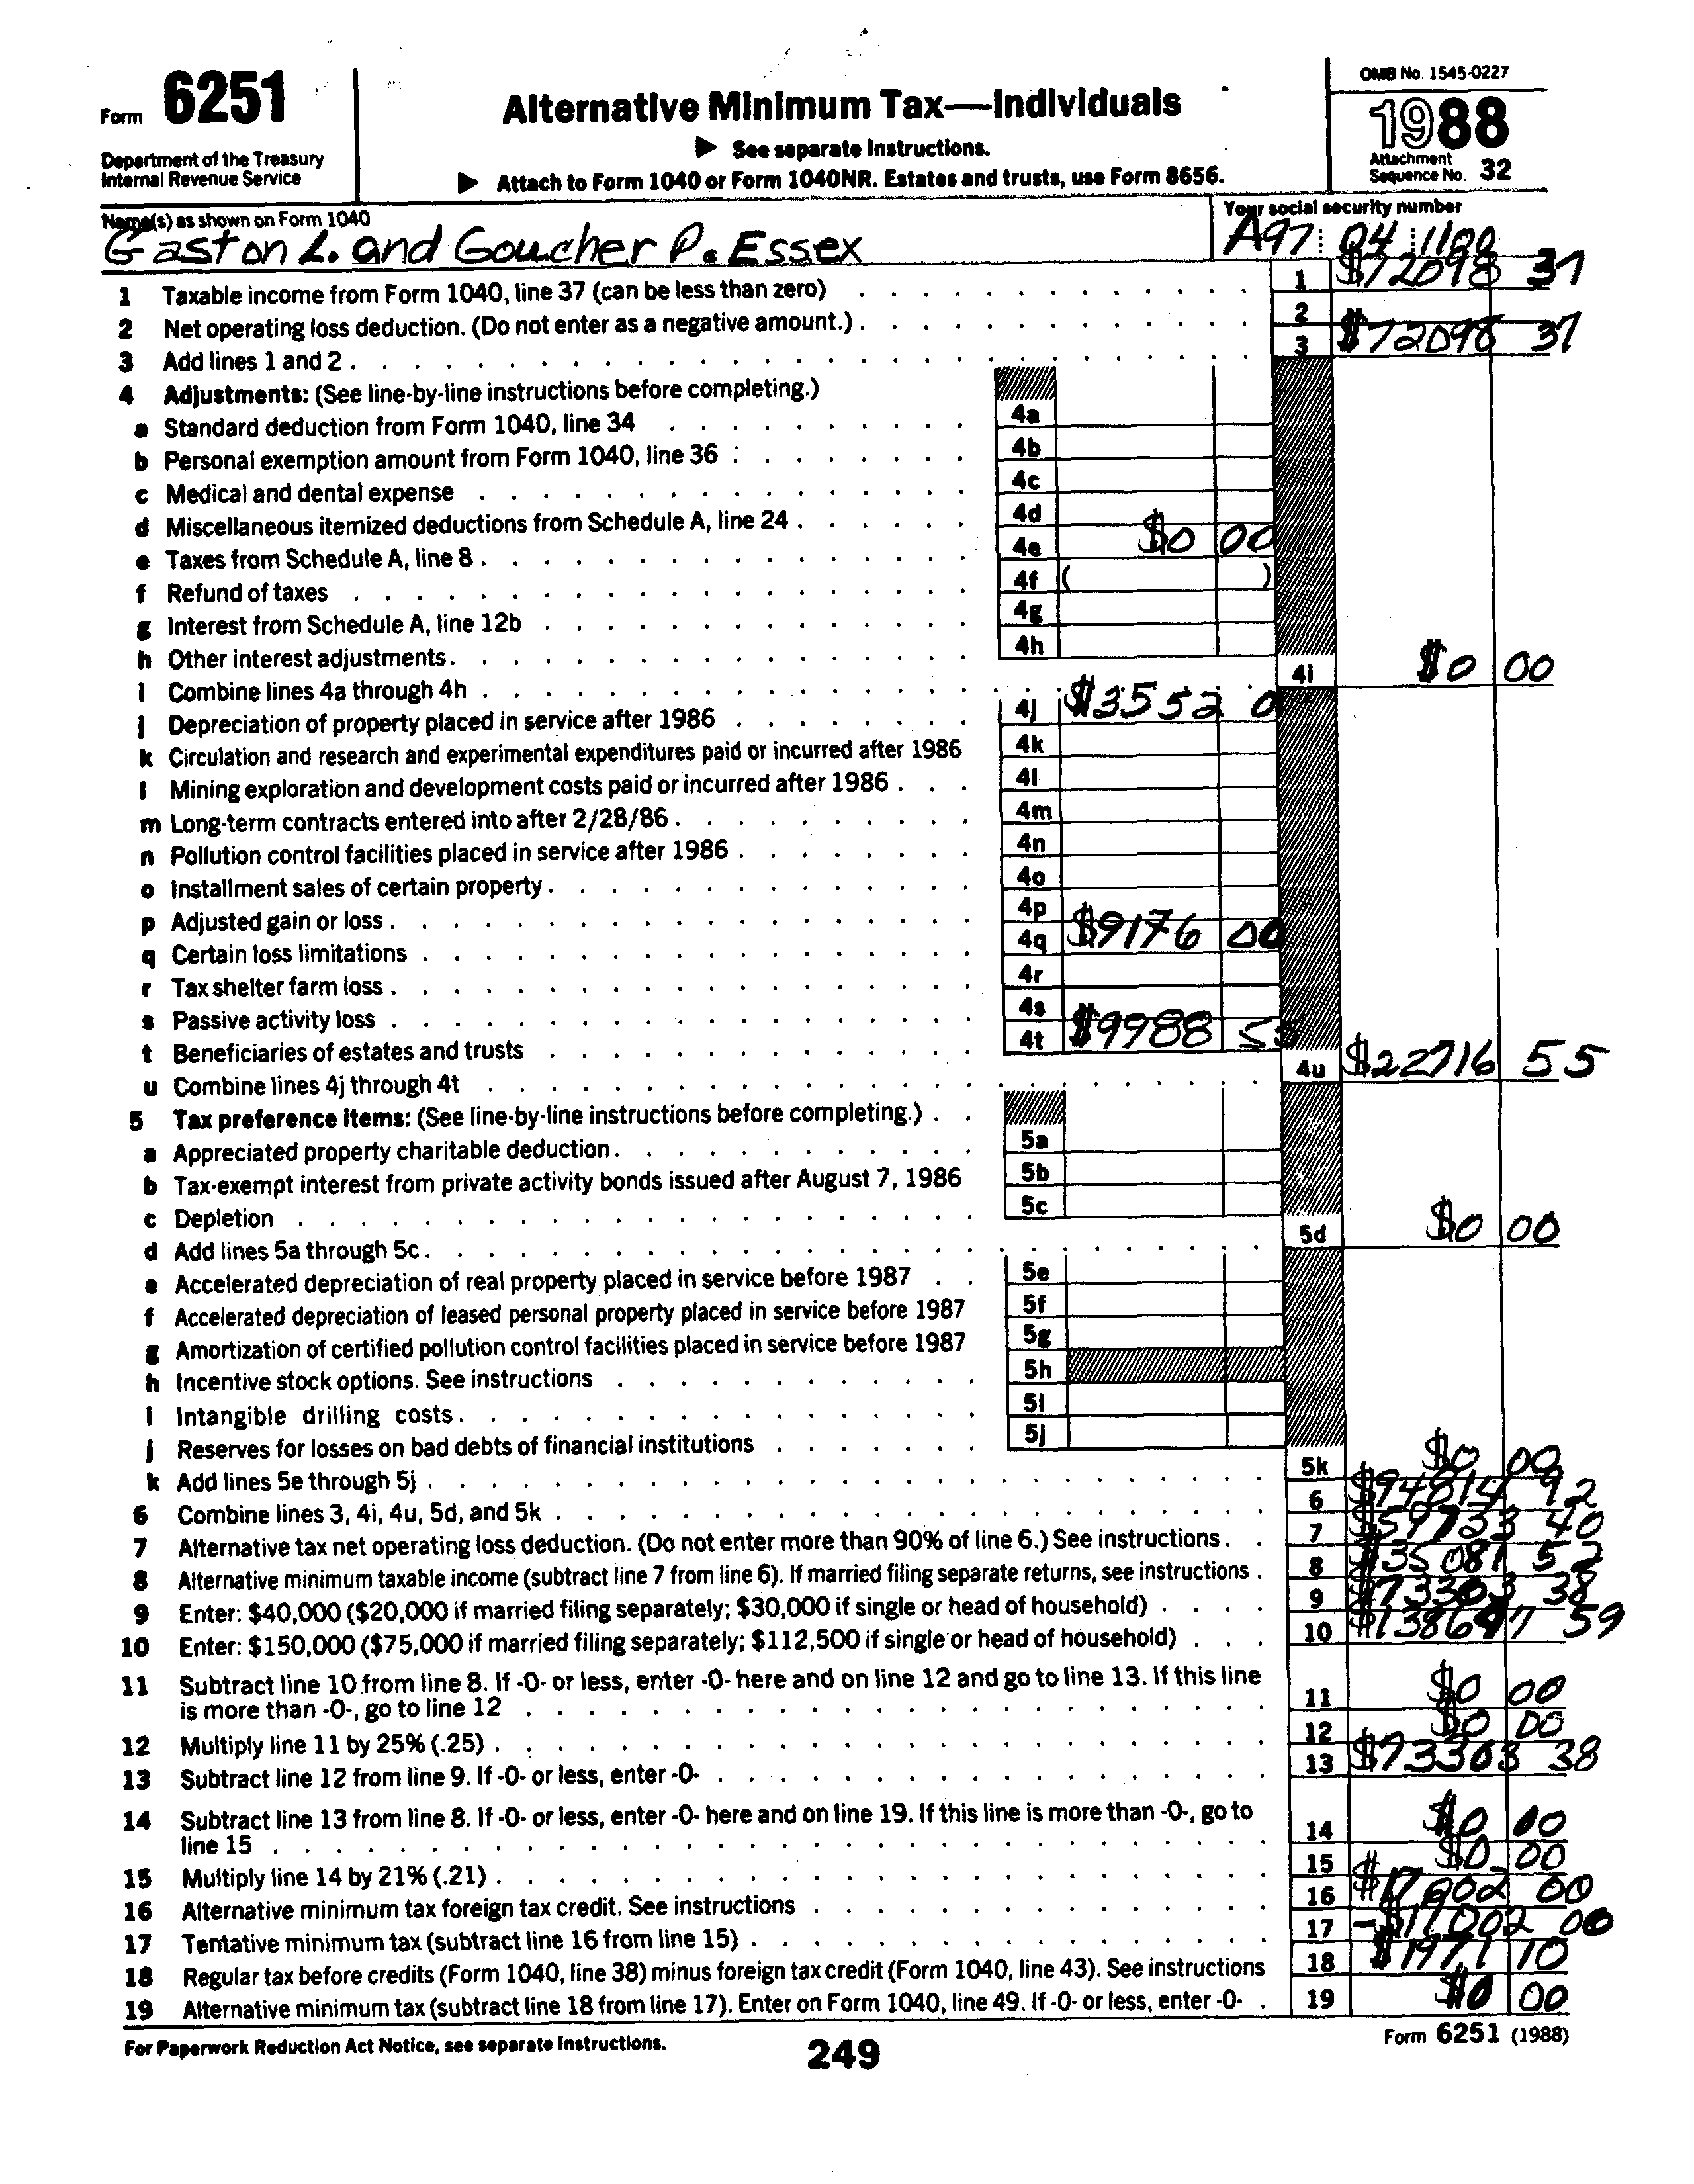 Form 6251
Department of the Treasury
Internal Revenue Service
Alternative Minimum Tax—Individuals
▶ See separate Instructions.
▶ Attach to Form 1040 or Form 1040NR. Estates and trusts, use Form 8656.
OMB No. 1545-0227
1988
Attachment
Sequence No. 32
Name(s) as shown on Form 1040
Gaston L. and Goucher P. Essex
Your social security number
A97 04 1100
1 Taxable income from Form 1040, line 37 (can be less than zero) 1 $72098 37
2 Net operating loss deduction. (Do not enter as a negative amount.) 2
3 Add lines 1 and 2 3 $72098 37
4 Adjustments: (See line-by-line instructions before completing.)
a Standard deduction from Form 1040, line 34 4a
b Personal exemption amount from Form 1040, line 36 4b
c Medical and dental expense 4c
d Miscellaneous itemized deductions from Schedule A, line 24 4d
e Taxes from Schedule A, line 8 4e $0 00
f Refund of taxes 4f ( )
g Interest from Schedule A, line 12b 4g
h Other interest adjustments 4h
i Combine lines 4a through 4h 4i $0 00
j Depreciation of property placed in service after 1986 4j $3552 0
k Circulation and research and experimental expenditures paid or incurred after 1986 4k
l Mining exploration and development costs paid or incurred after 1986 4l
m Long-term contracts entered into after 2/28/86 4m
n Pollution control facilities placed in service after 1986 4n
o Installment sales of certain property 4o
p Adjusted gain or loss 4p
q Certain loss limitations 4q $9176 00
r Tax shelter farm loss 4r
s Passive activity loss 4s
t Beneficiaries of estates and trusts 4t $9988 55
u Combine lines 4j through 4t 4u $22716 55
5 Tax preference items: (See line-by-line instructions before completing.)
a Appreciated property charitable deduction 5a
b Tax-exempt interest from private activity bonds issued after August 7, 1986 5b
c Depletion 5c
d Add lines 5a through 5c 5d $0 00
e Accelerated depreciation of real property placed in service before 1987 5e
f Accelerated depreciation of leased personal property placed in service before 1987 5f
g Amortization of certified pollution control facilities placed in service before 1987 5g
h Incentive stock options. See instructions 5h
i Intangible drilling costs 5i
j Reserves for losses on bad debts of financial institutions 5j
k Add lines 5e through 5j 5k $0 00
6 Combine lines 3, 4i, 4u, 5d, and 5k 6 $94814 92
7 Alternative tax net operating loss deduction. (Do not enter more than 90% of line 6.) See instructions 7 $59733 40
8 Alternative minimum taxable income (subtract line 7 from line 6). If married filing separate returns, see instructions 8 $35081 52
9 Enter: $40,000 ($20,000 if married filing separately; $30,000 if single or head of household) 9 $73303 38
10 Enter: $150,000 ($75,000 if married filing separately; $112,500 if single or head of household) 10 $138647 59
11 Subtract line 10 from line 8. If -0- or less, enter -0- here and on line 12 and go to line 13. If this line
is more than -0-, go to line 12 11 $0 00
12 Multiply line 11 by 25% (.25) 12 $0 00
13 Subtract line 12 from line 9. If -0- or less, enter -0- 13 $73303 38
14 Subtract line 13 from line 8. If -0- or less, enter -0- here and on line 19. If this line is more than -0-, go to
line 15 14 $0 00
15 Multiply line 14 by 21% (.21) 15 $0 00
16 Alternative minimum tax foreign tax credit. See instructions 16 $17002 00
17 Tentative minimum tax (subtract line 16 from line 15) 17 -$17002 00
18 Regular tax before credits (Form 1040, line 38) minus foreign tax credit (Form 1040, line 43). See instructions 18 $1971 10
19 Alternative minimum tax (subtract line 18 from line 17). Enter on Form 1040, line 49. If -0- or less, enter -0- 19 $0 00
For Paperwork Reduction Act Notice, see separate Instructions.
249
Form 6251 (1988)